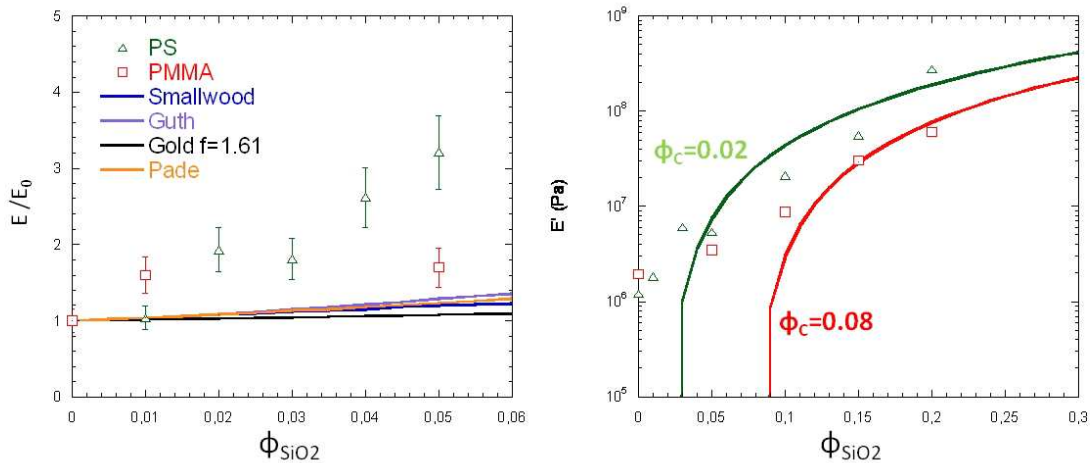 5
4
3
2
1
0
E /E0
PS
PMMA
Smallwood
Guth
Gold f=1.61
Pade
0
0,01
0,02
0,03
0,04
0,05
0,06
ϕSiO2
10⁹
10⁸
10⁷
10⁶
10⁵
E' (Pa)
ϕC=0.02
ϕC=0.08
0
0,05
0,1
0,15
0,2
0,25
0,3
ϕSiO2